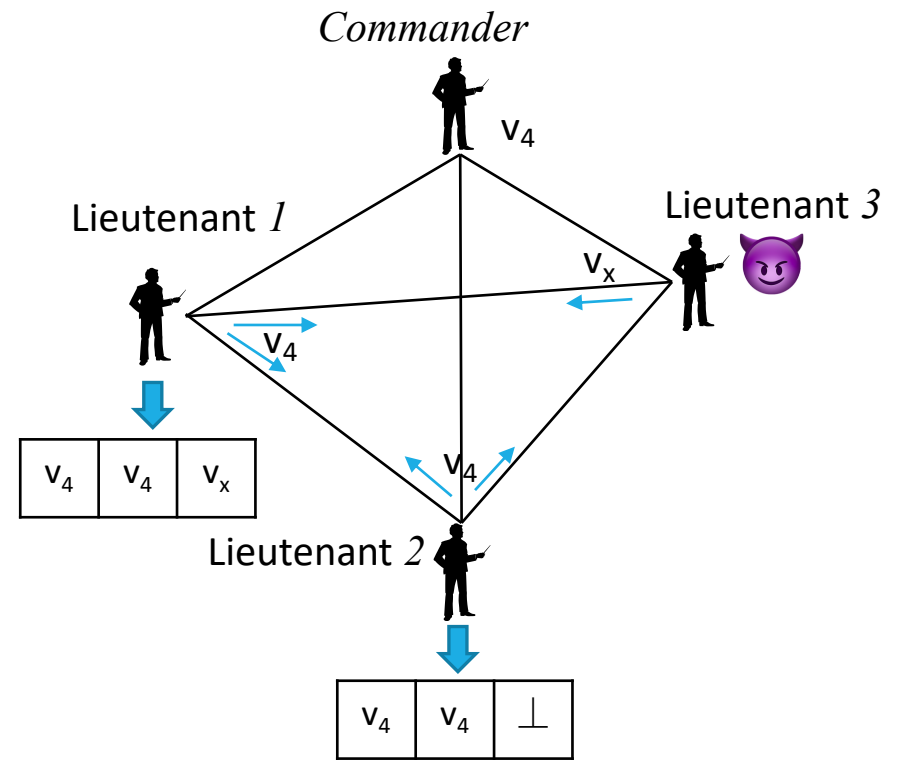 Commander
v₄
Lieutenant 1
Lieutenant 3
vₓ
v₄
v₄ v₄ vₓ
v₄
Lieutenant 2
v₄ v₄ ⊥